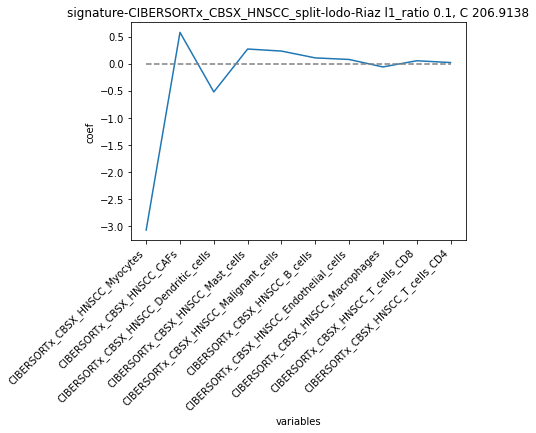 signature-CIBERSORTx_CBSX_HNSCC_split-lodo-Riaz l1_ratio 0.1, C 206.9138
0.5
0.0
-0.5
-1.0
-1.5
-2.0
-2.5
-3.0
coef
CIBERSORTx_CBSX_HNSCC_Myocytes
CIBERSORTx_CBSX_HNSCC_CAFs
CIBERSORTx_CBSX_HNSCC_Dendritic_cells
CIBERSORTx_CBSX_HNSCC_Mast_cells
CIBERSORTx_CBSX_HNSCC_Malignant_cells
CIBERSORTx_CBSX_HNSCC_B_cells
CIBERSORTx_CBSX_HNSCC_Endothelial_cells
CIBERSORTx_CBSX_HNSCC_Macrophages
CIBERSORTx_CBSX_HNSCC_T_cells_CD8
CIBERSORTx_CBSX_HNSCC_T_cells_CD4
variables